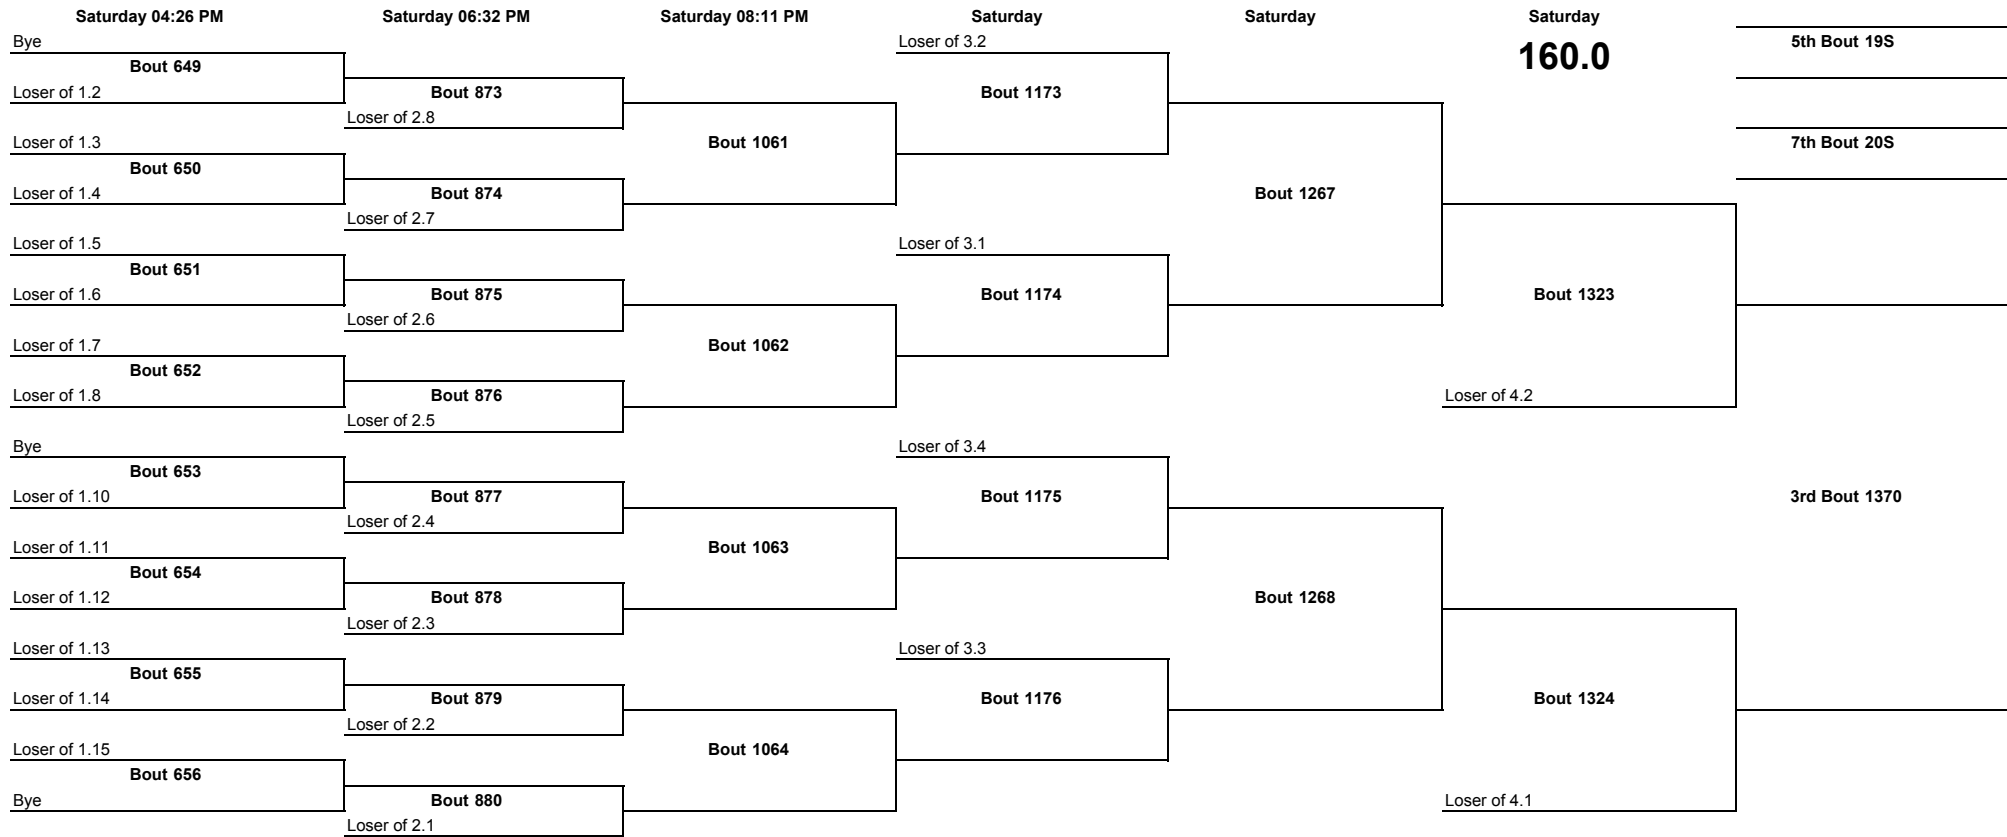 Saturday 04:26 PM Saturday 06:32 PM Saturday 08:11 PM Saturday Saturday Saturday
Bye Loser of 3.2 160.0 5th Bout 19S
Bout 649
Loser of 1.2 Bout 873 Bout 1173
Loser of 2.8
Loser of 1.3 Bout 1061 7th Bout 20S
Bout 650
Loser of 1.4 Bout 874 Bout 1267
Loser of 2.7
Loser of 1.5 Loser of 3.1
Bout 651
Loser of 1.6 Bout 875 Bout 1174 Bout 1323
Loser of 2.6
Loser of 1.7 Bout 1062
Bout 652
Loser of 1.8 Bout 876 Loser of 4.2
Loser of 2.5
Bye Loser of 3.4
Bout 653
Loser of 1.10 Bout 877 Bout 1175 3rd Bout 1370
Loser of 2.4
Loser of 1.11 Bout 1063
Bout 654
Loser of 1.12 Bout 878 Bout 1268
Loser of 2.3
Loser of 1.13 Loser of 3.3
Bout 655
Loser of 1.14 Bout 879 Bout 1176 Bout 1324
Loser of 2.2
Loser of 1.15 Bout 1064
Bout 656
Bye Bout 880 Loser of 4.1
Loser of 2.1